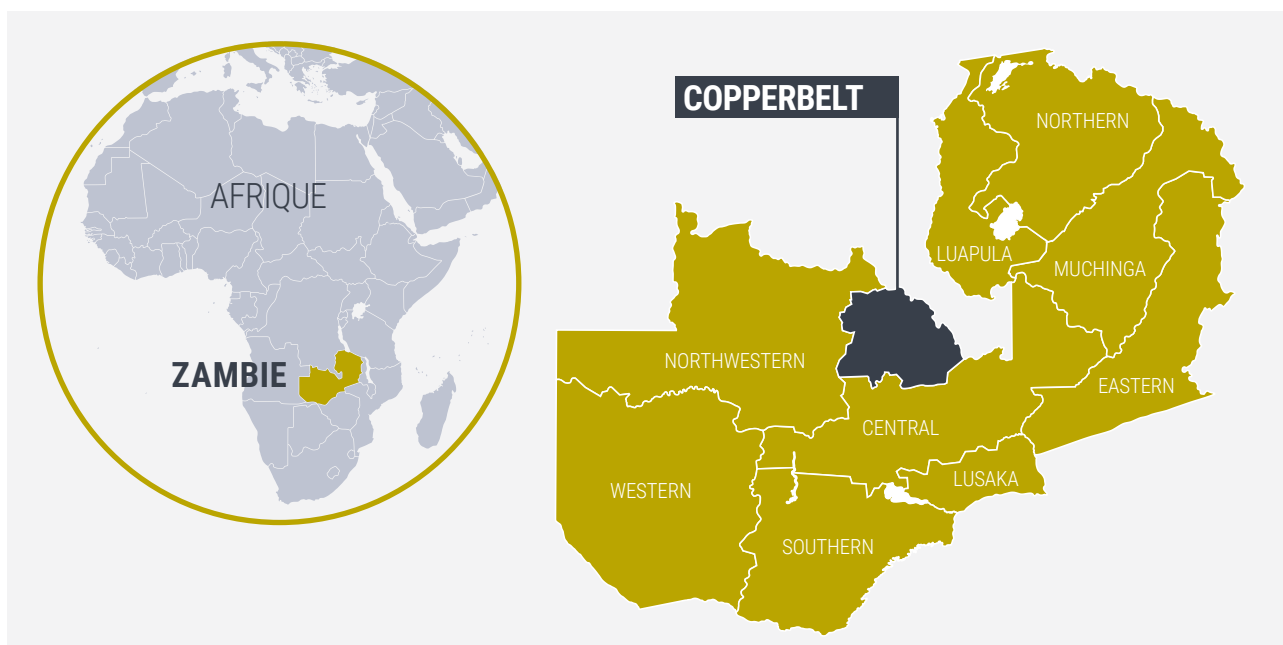 AFRIQUE
ZAMBIE
COPPERBELT
NORTHERN
LUAPULA
MUCHINGA
NORTHWESTERN
EASTERN
CENTRAL
LUSAKA
WESTERN
SOUTHERN